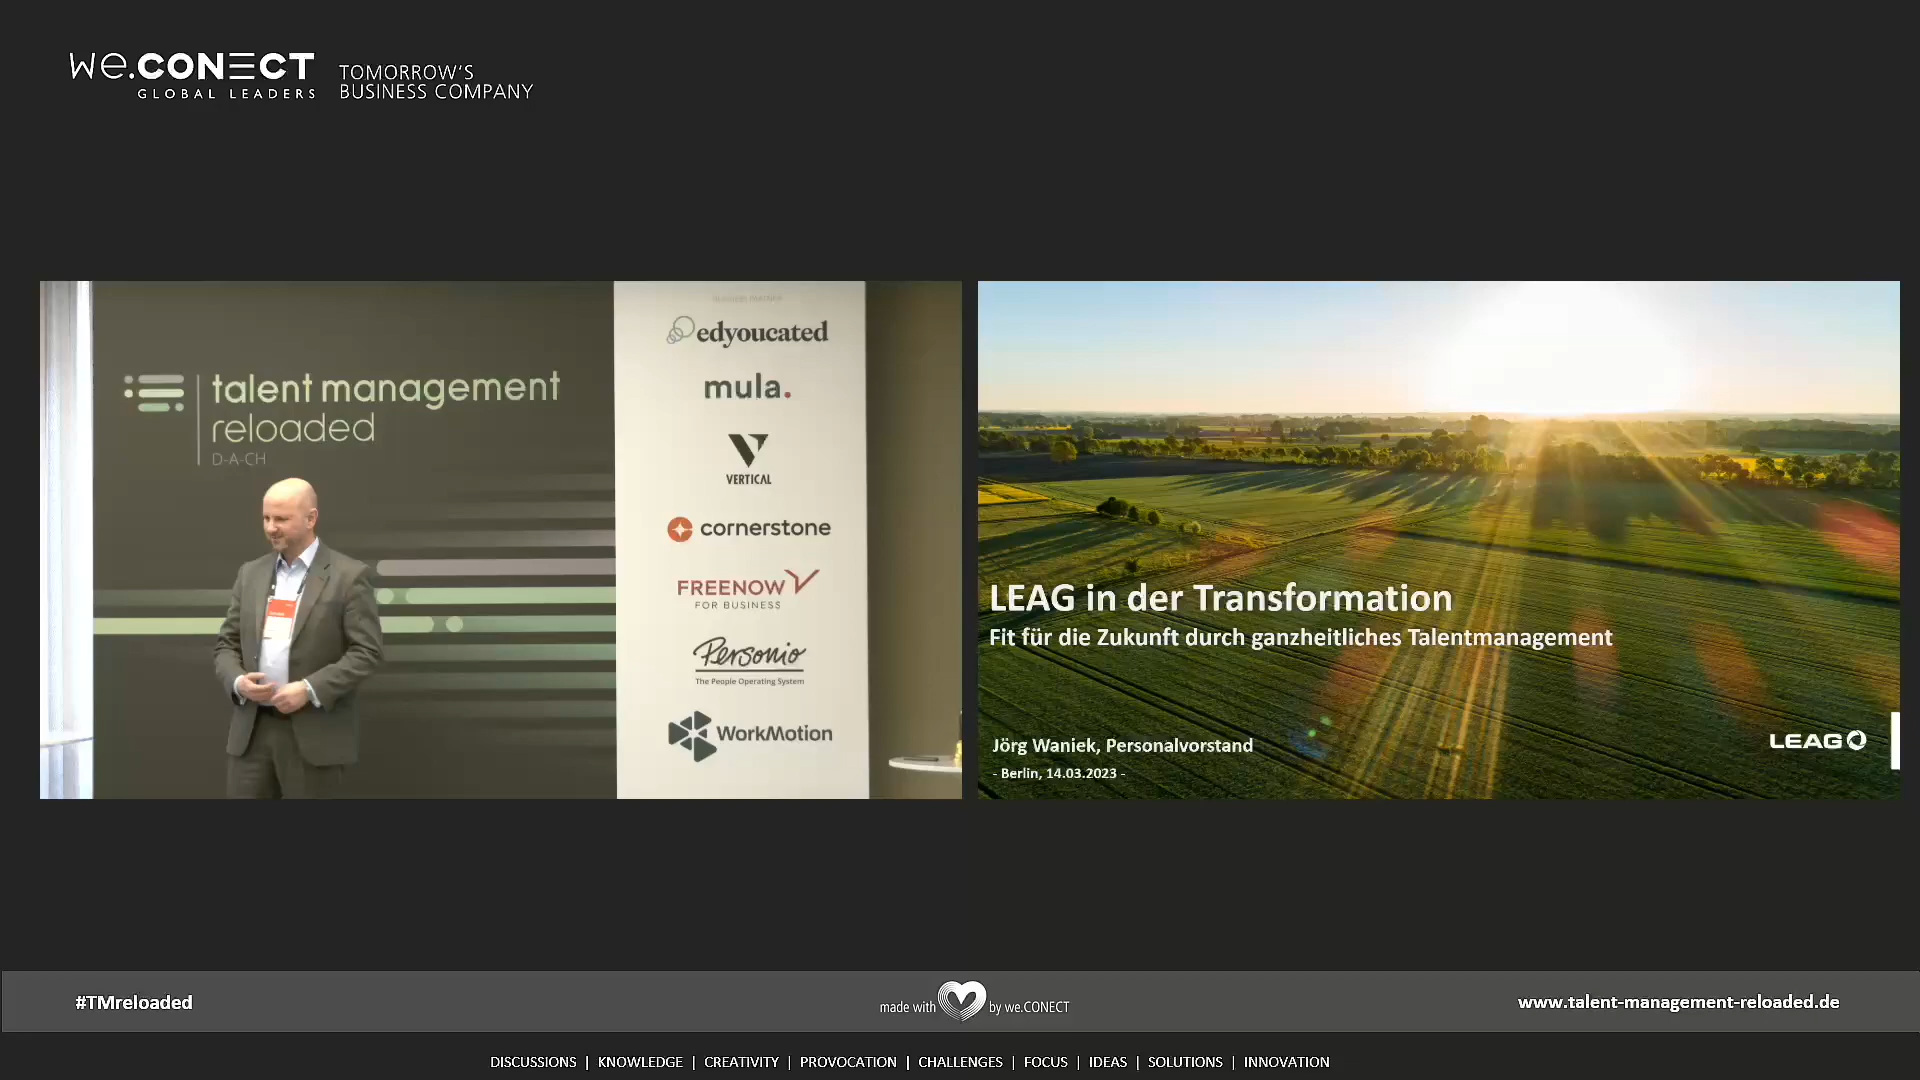 we.CONECT
GLOBAL LEADERS
TOMORROW'S
BUSINESS COMPANY
talent management
reloaded
D-A-CH
BUSINESS PARTNER
edyoucated
mula.
VERTICAL
cornerstone
FREENOW
FOR BUSINESS
Personio
The People Operating System
WorkMotion
LEAG in der Transformation
Fit für die Zukunft durch ganzheitliches Talentmanagement
Jörg Waniek, Personalvorstand
- Berlin, 14.03.2023 -
LEAG
#TMreloaded
made with by we.CONECT
www.talent-management-reloaded.de
DISCUSSIONS | KNOWLEDGE | CREATIVITY | PROVOCATION | CHALLENGES | FOCUS | IDEAS | SOLUTIONS | INNOVATION